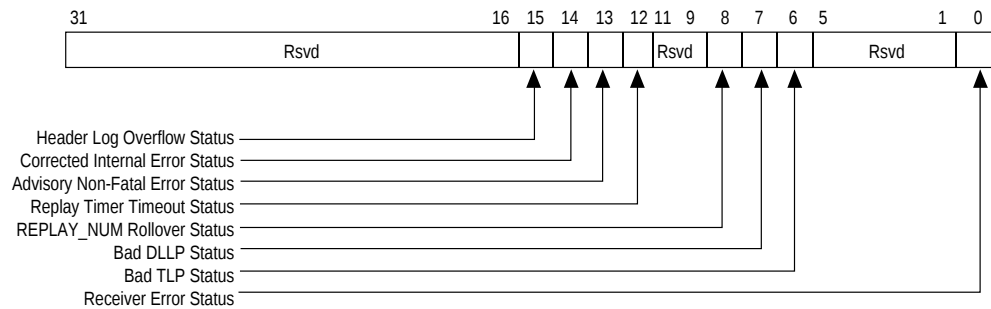 31 16 15 14 13 12 11 9 8 7 6 5 1 0
Rsvd Rsvd Rsvd
Header Log Overflow Status
Corrected Internal Error Status
Advisory Non-Fatal Error Status
Replay Timer Timeout Status
REPLAY_NUM Rollover Status
Bad DLLP Status
Bad TLP Status
Receiver Error Status